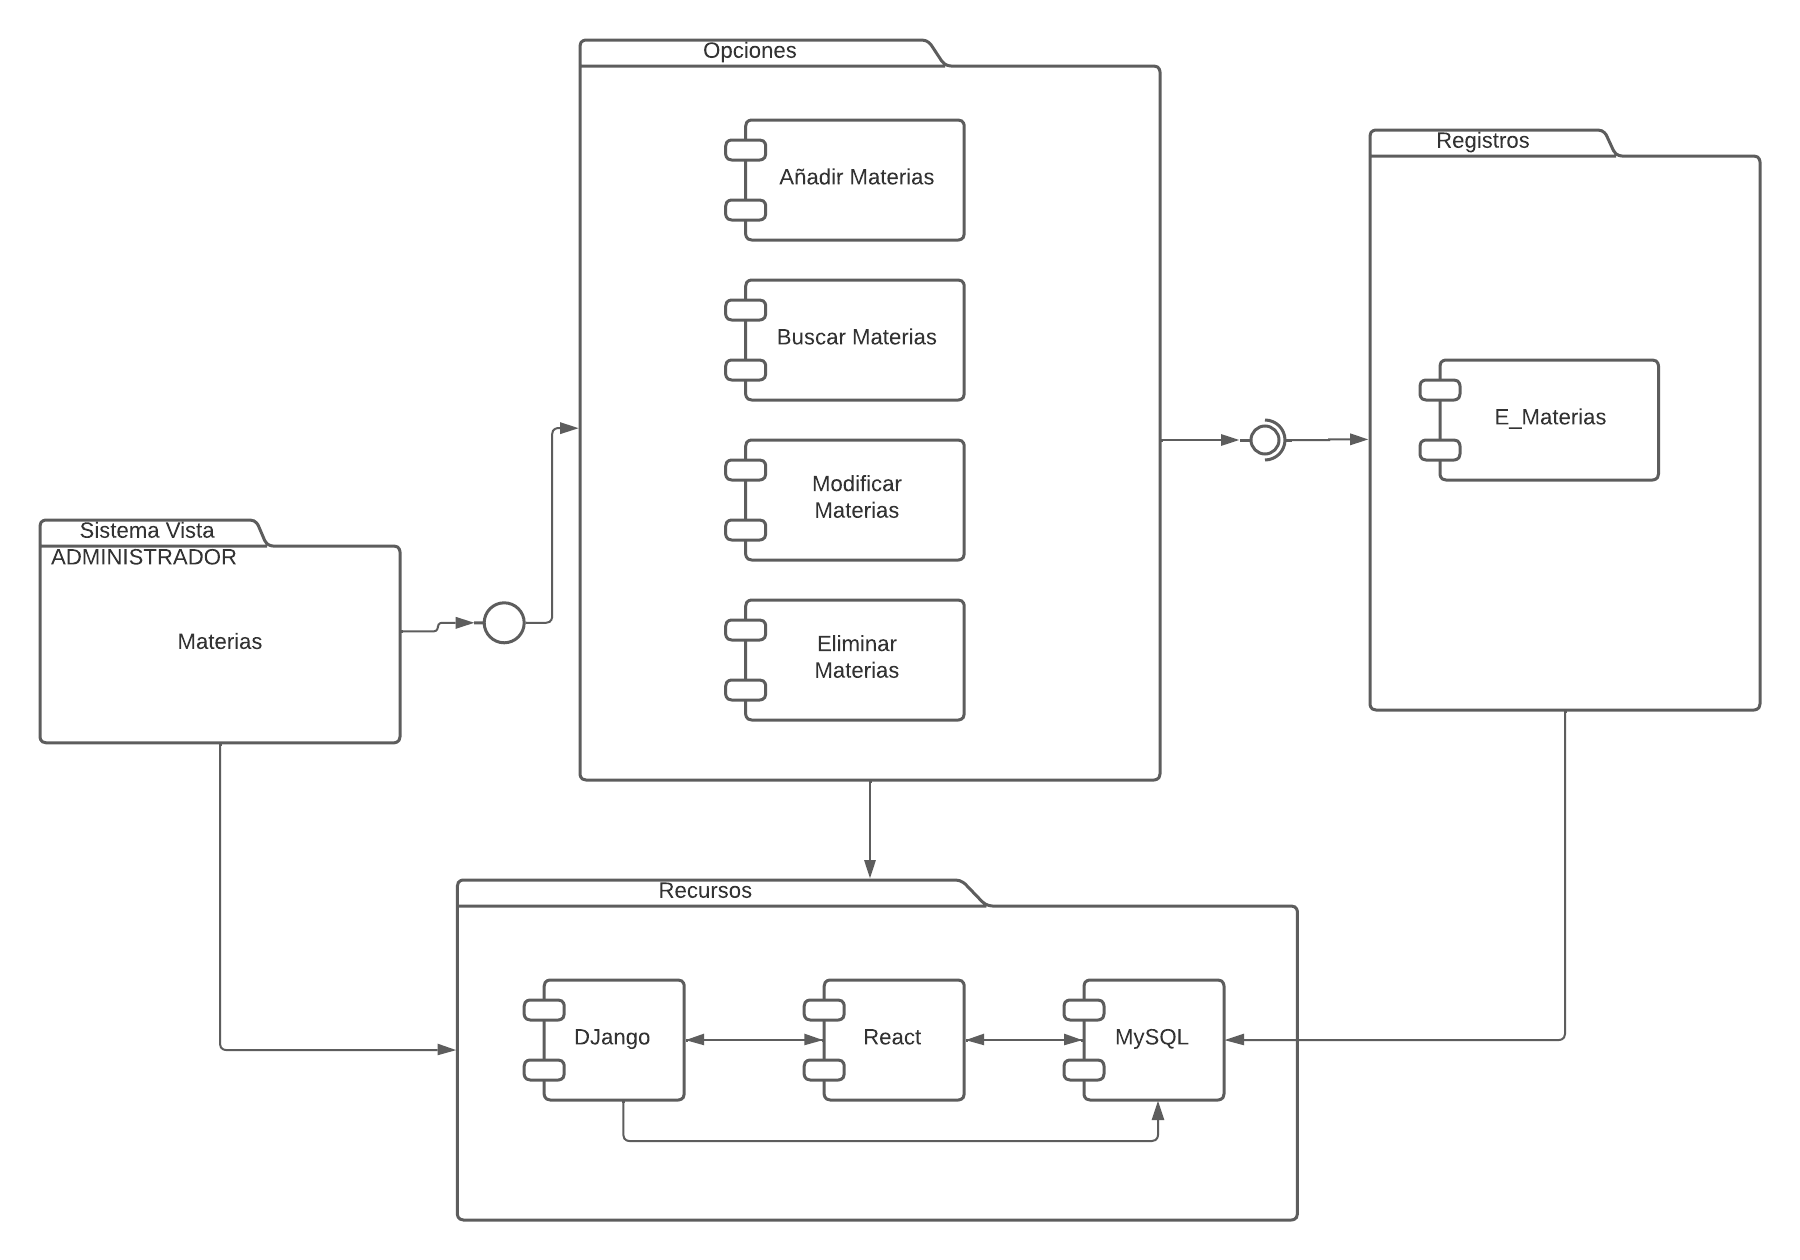 Opciones
Añadir Materias
Buscar Materias
Modificar
Materias
Eliminar
Materias
Registros
E_Materias
Sistema Vista
ADMINISTRADOR
Materias
Recursos
DJango
React
MySQL